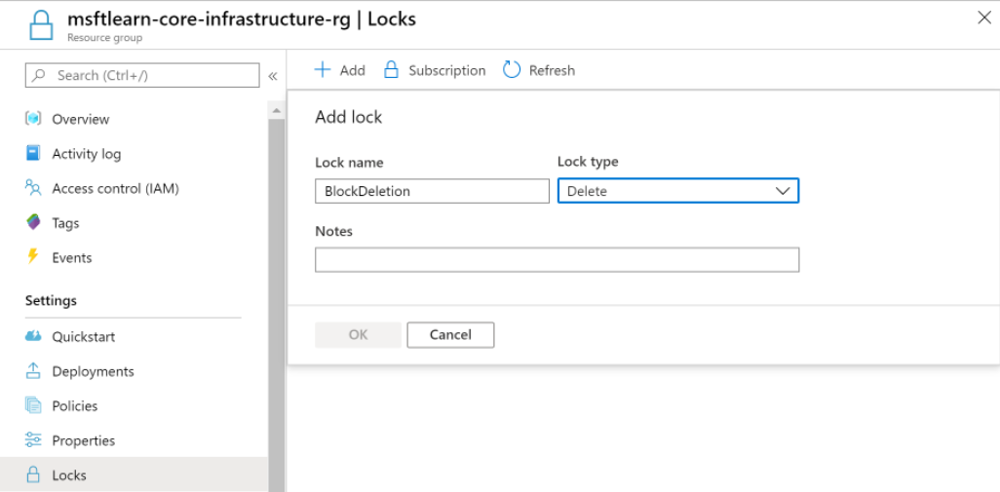 msftlearn-core-infrastructure-rg | Locks
Resource group
Search (Ctrl+/)
«
Overview
Activity log
Access control (IAM)
Tags
Events
Settings
Quickstart
Deployments
Policies
Properties
Locks
Add Subscription Refresh
Add lock
Lock name Lock type
BlockDeletion Delete
Notes
OK Cancel